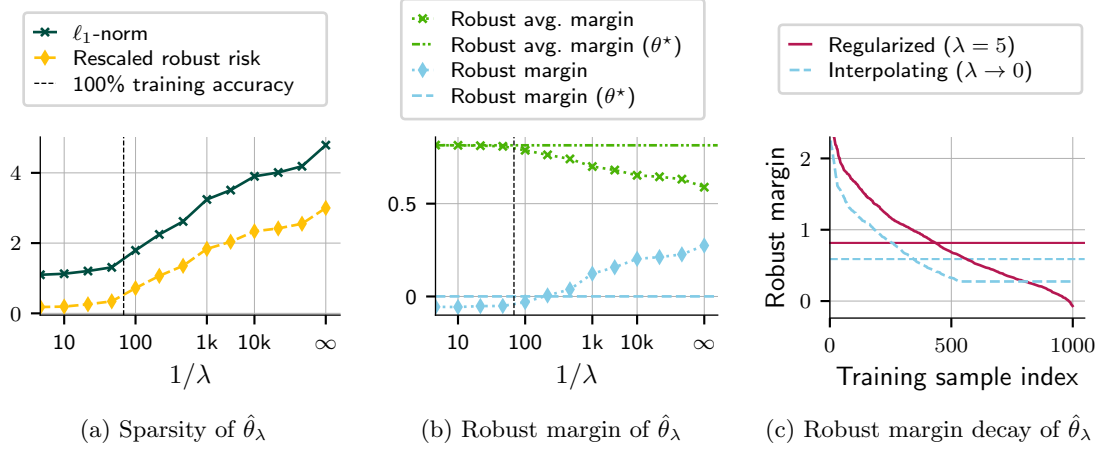 ℓ₁-norm
Rescaled robust risk
100% training accuracy
4
2
0
10
100
1k
10k
∞
1/λ
(a) Sparsity of θ̂_λ
Robust avg. margin
Robust avg. margin (θ⋆)
Robust margin
Robust margin (θ⋆)
0.5
0
10
100
1k
10k
∞
1/λ
(b) Robust margin of θ̂_λ
Regularized (λ = 5)
Interpolating (λ → 0)
Robust margin
2
1
0
0
500
1000
Training sample index
(c) Robust margin decay of θ̂_λ